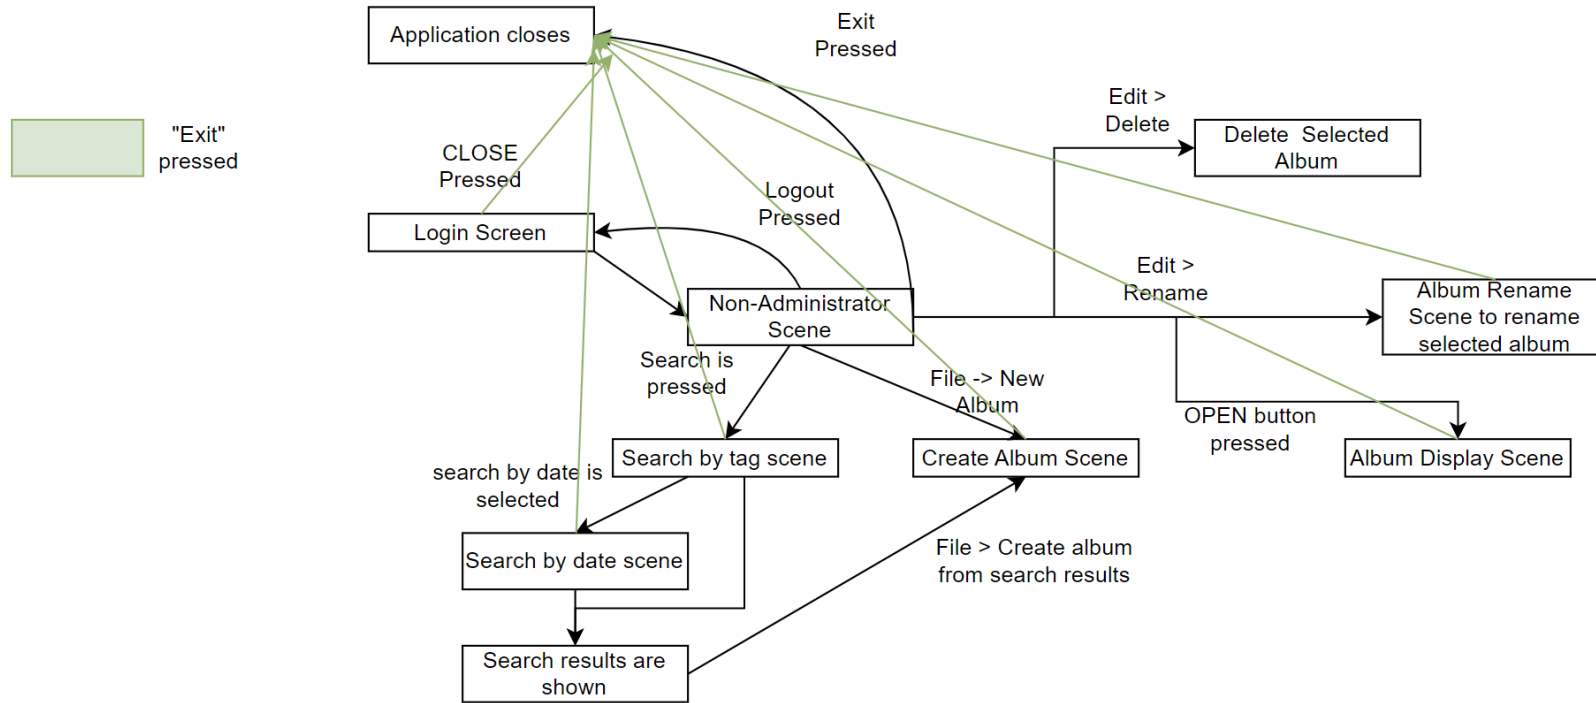 Application closes
Exit
Pressed
"Exit"
pressed
Edit >
Delete
Delete  Selected
Album
CLOSE
Pressed
Logout
Pressed
Login Screen
Edit >
Rename
Non-Administrator
Scene
Album Rename
Scene to rename
selected album
Search is
pressed
File -> New
Album
OPEN button
pressed
Search by tag scene
Create Album Scene
Album Display Scene
search by date is
selected
Search by date scene
File > Create album
from search results
Search results are
shown